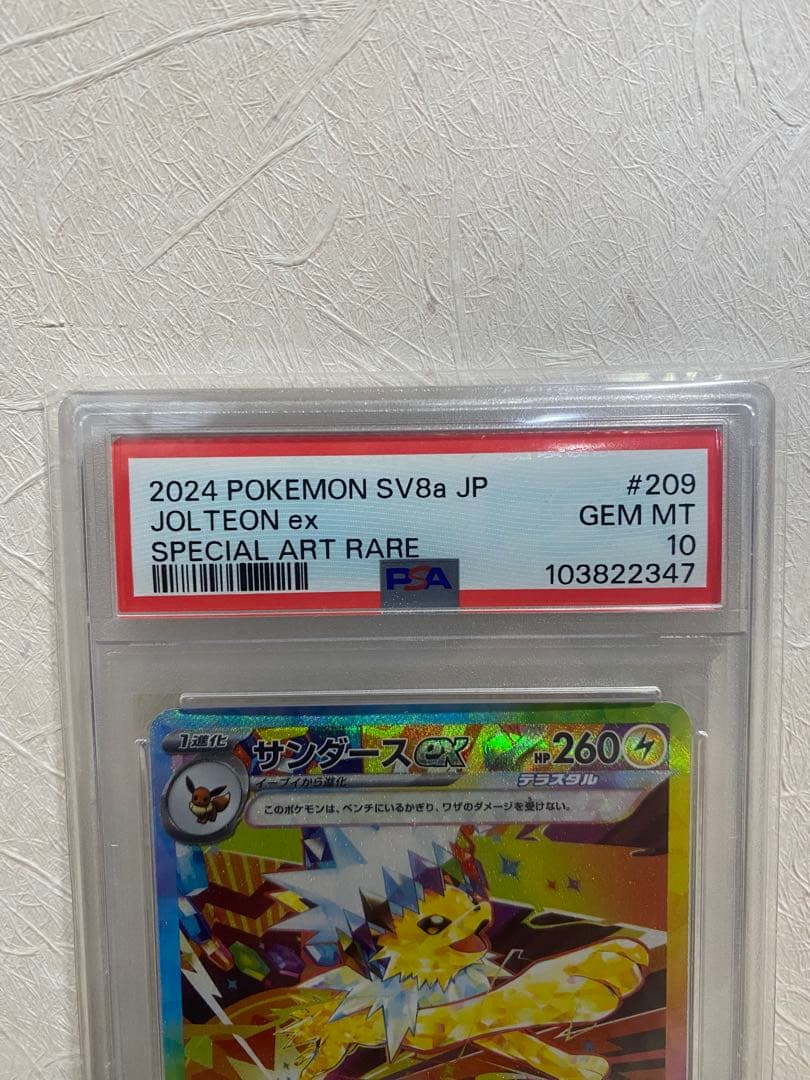 2024 POKEMON SV8a JP #209
JOLTEON ex GEM MT
SPECIAL ART RARE 10
PSA 103822347
1進化 サンダースex HP260
イーブイから進化 テラスタル
このポケモンは、ベンチにいるかぎり、ワザのダメージを受けない。